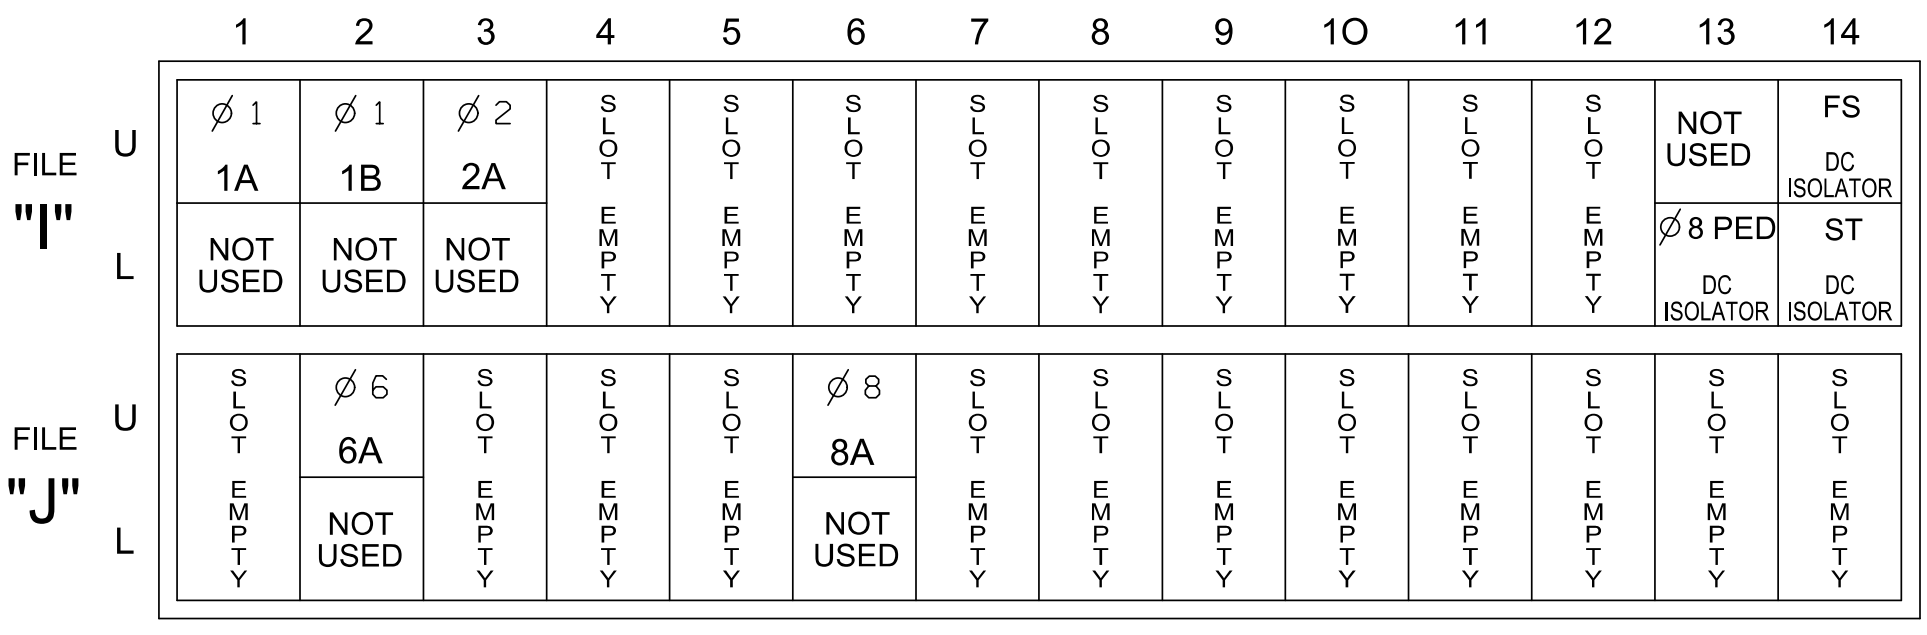 1 2 3 4 5 6 7 8 9 10 11 12 13 14
FILE "I"
U
Ø 1 Ø 1 Ø 2 SLOT EMPTY SLOT EMPTY SLOT EMPTY SLOT EMPTY SLOT EMPTY SLOT EMPTY SLOT EMPTY SLOT EMPTY SLOT EMPTY NOT USED FS
1A 1B 2A DC ISOLATOR
L
NOT USED NOT USED NOT USED Ø 8 PED ST
DC ISOLATOR DC ISOLATOR
FILE "J"
U
SLOT EMPTY Ø 6 SLOT EMPTY SLOT EMPTY SLOT EMPTY Ø 8 SLOT EMPTY SLOT EMPTY SLOT EMPTY SLOT EMPTY SLOT EMPTY SLOT EMPTY SLOT EMPTY SLOT EMPTY
6A 8A
L
NOT USED NOT USED